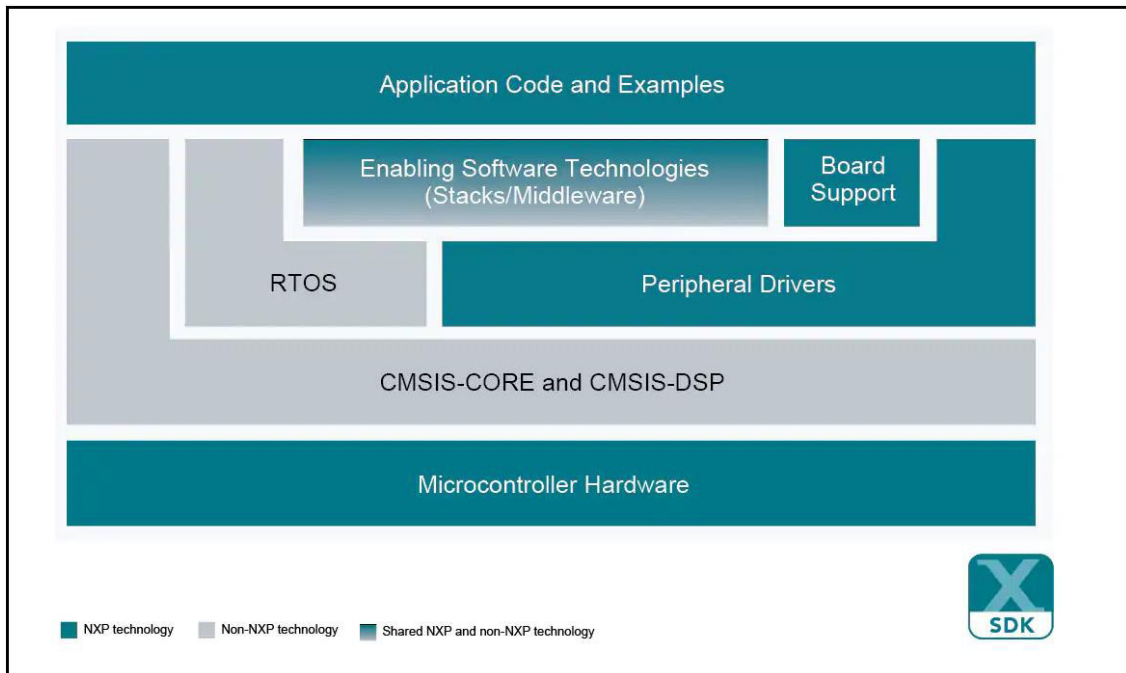 Application Code and Examples
Enabling Software Technologies
(Stacks/Middleware)
Board
Support
RTOS
Peripheral Drivers
CMSIS-CORE and CMSIS-DSP
Microcontroller Hardware
X
SDK
NXP technology
Non-NXP technology
Shared NXP and non-NXP technology